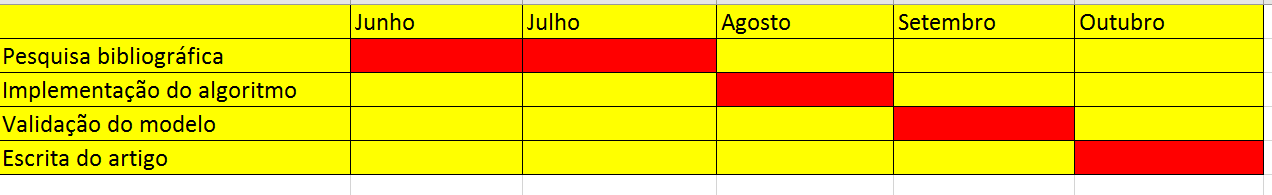 Junho Julho Agosto Setembro Outubro
Pesquisa bibliográfica
Implementação do algoritmo
Validação do modelo
Escrita do artigo